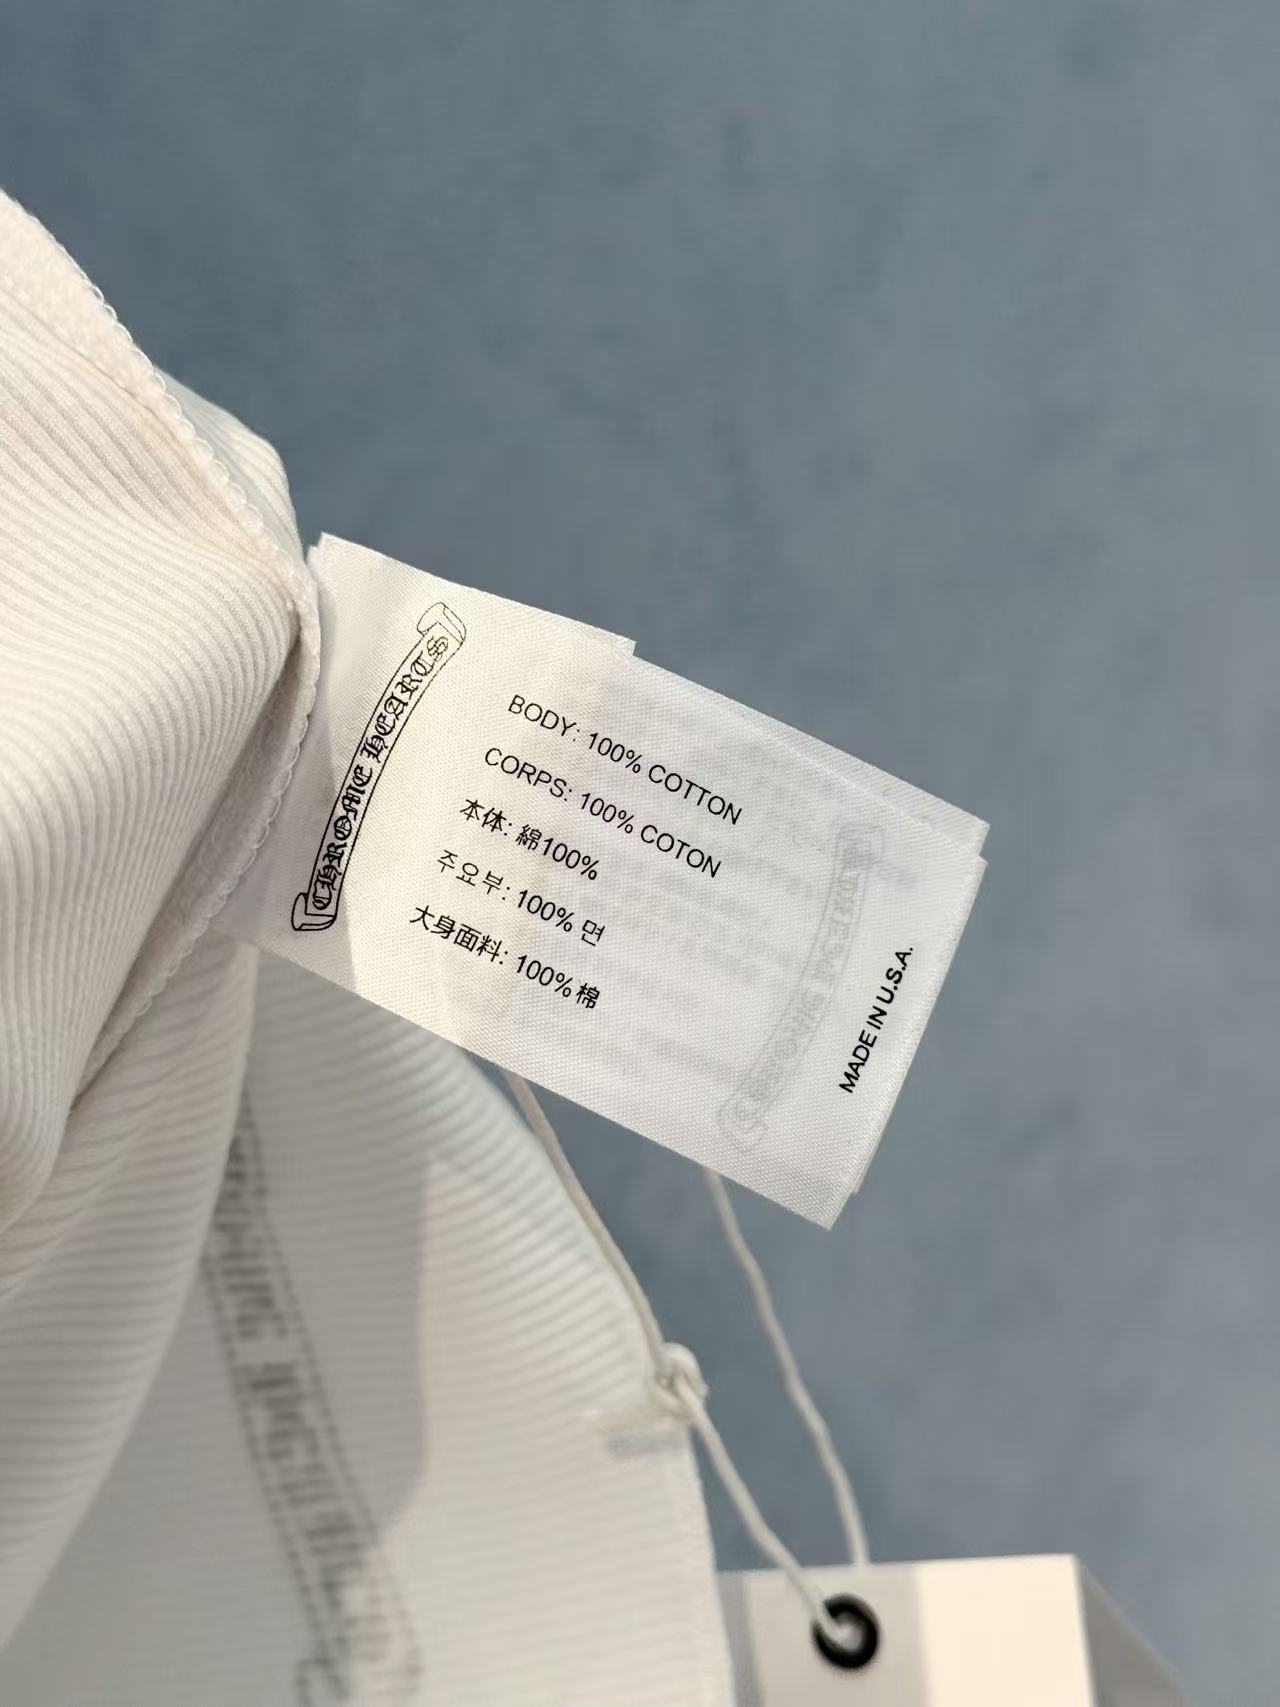 CHROME HEARTS
BODY: 100% COTTON
CORPS: 100% COTON
本体: 綿100%
주요부: 100% 면
大身面料: 100%棉
MADE IN U.S.A.